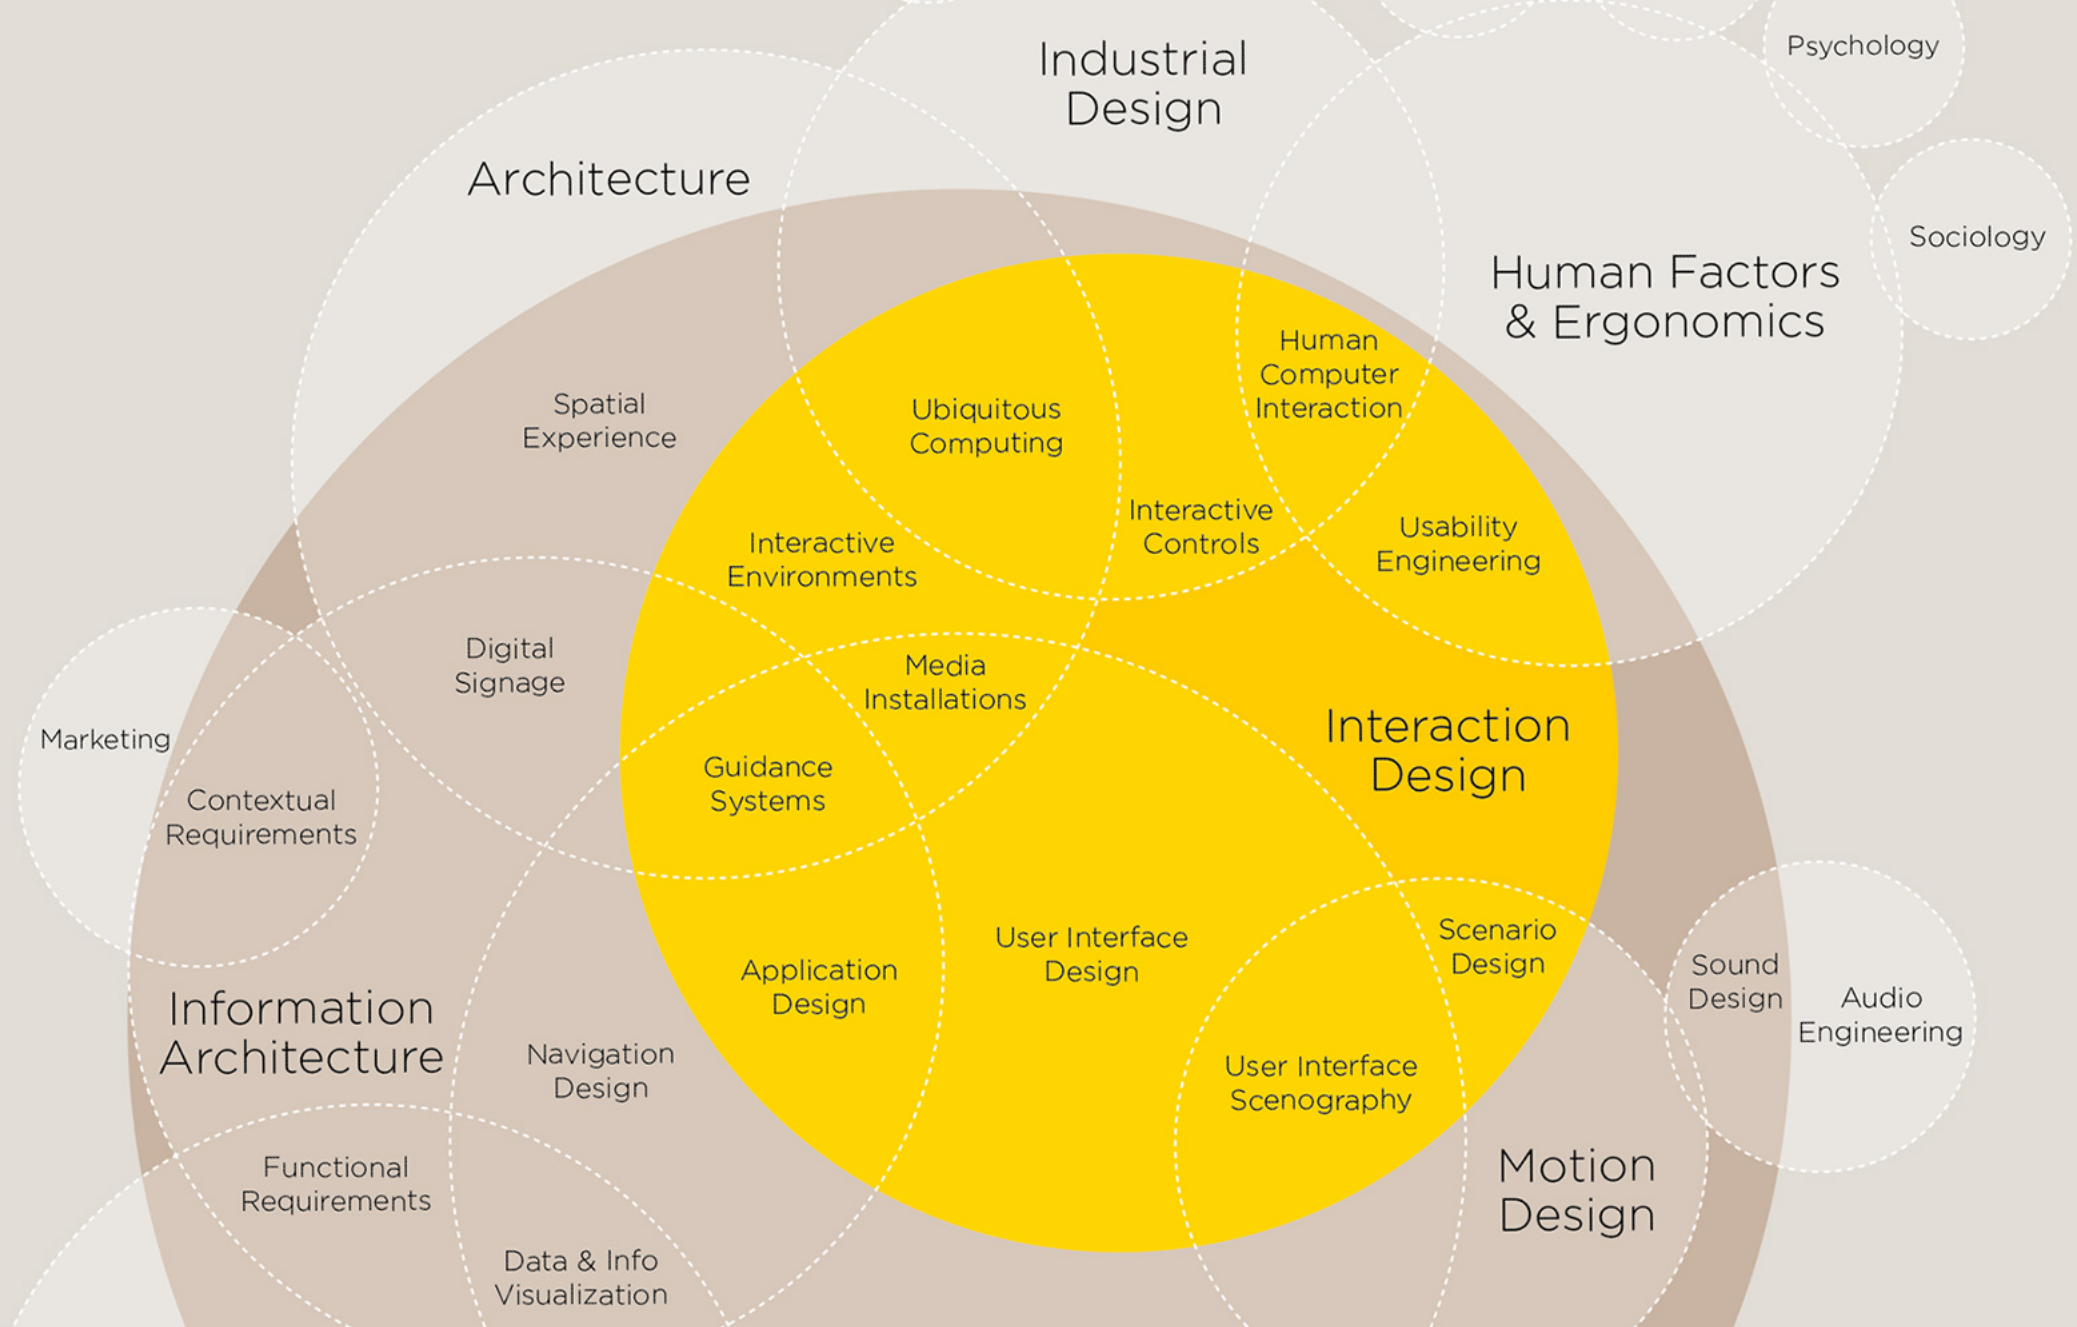 Psychology
Industrial
Design
Architecture
Sociology
Human Factors
& Ergonomics
Human
Computer
Interaction
Spatial
Experience
Ubiquitous
Computing
Interactive
Controls
Usability
Engineering
Interactive
Environments
Digital
Signage
Media
Installations
Interaction
Design
Marketing
Guidance
Systems
Contextual
Requirements
User Interface
Design
Scenario
Design
Application
Design
Sound
Design
Audio
Engineering
Information
Architecture
Navigation
Design
User Interface
Scenography
Functional
Requirements
Motion
Design
Data & Info
Visualization